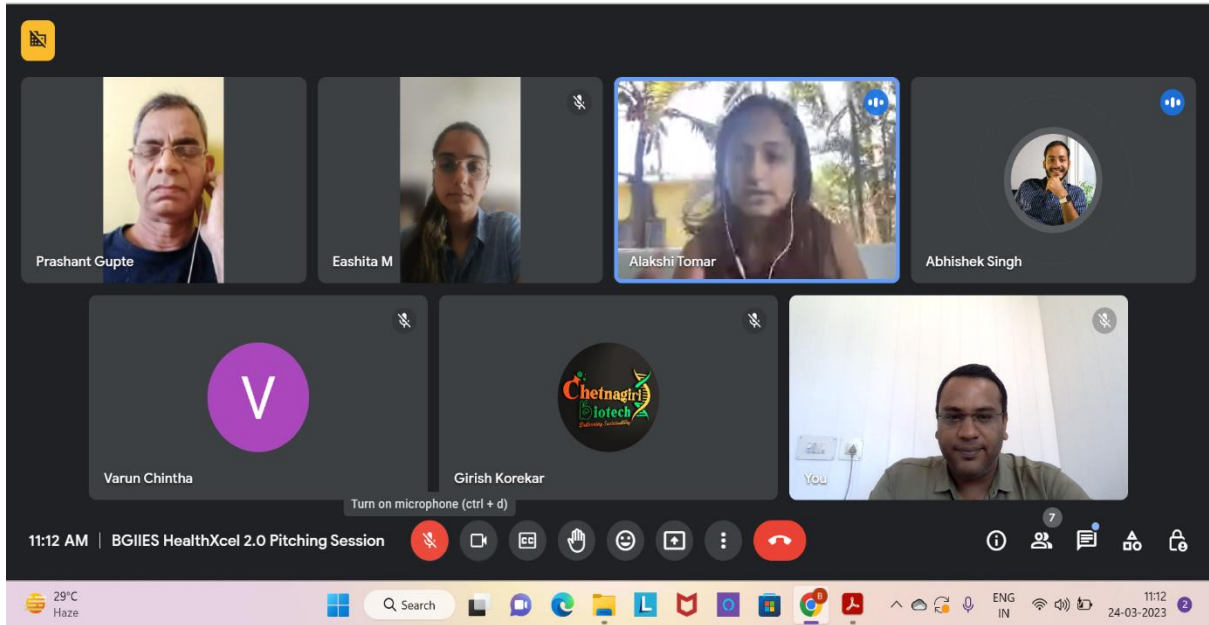 Prashant Gupte
Eashita M
Alakshi Tomar
Abhishek Singh
V
Chetnagiri
Biotech
Varun Chintha
Girish Korekar
You
Turn on microphone (ctrl + d)
7
11:12 AM | BGIIES HealthXcel 2.0 Pitching Session
CC
29°C
Haze
Search
L
B
ENG
IN
11:12
24-03-2023
2